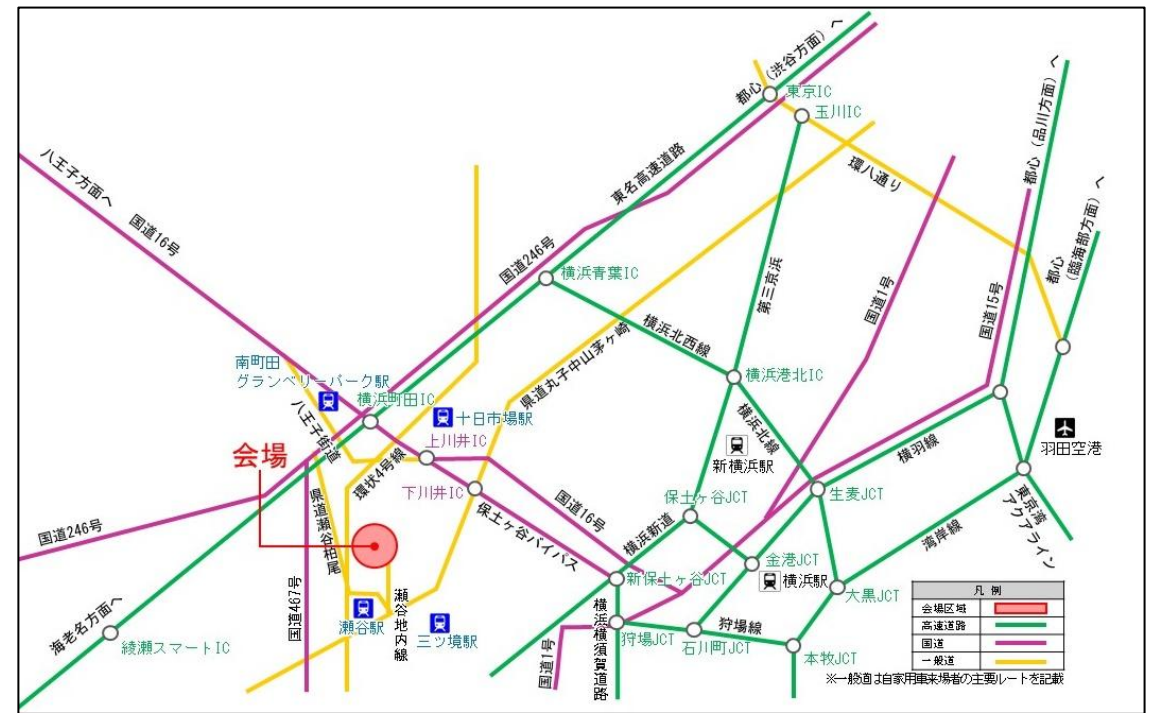 都心（渋谷方面）へ
東京IC
玉川IC
都心（品川方面）へ
都心
（臨海部方面）へ
八王子方面へ
国道16号
東名高速道路
環八通り
国道246号
横浜青葉IC
第三京浜
国道1号
国道15号
横浜北西線
県道丸子中山茅ヶ崎
南町田
グランベリーパーク駅
横浜町田IC
横浜港北IC
十日市場駅
八王子街道
上川井IC
横浜北線
新横浜駅
横羽線
羽田空港
会場
環状4号線
下川井IC
国道16号
保土ヶ谷JCT
生麦JCT
県道瀬谷柏尾
保土ヶ谷バイパス
横浜新道
湾岸線
東京湾
アクアライン
国道246号
金港JCT
新保土ヶ谷JCT
横浜駅
大黒JCT
国道467号
瀬谷駅
瀬谷地内線
三ツ境駅
海老名方面へ
綾瀬スマートIC
国道1号
横浜横須賀道路
狩場JCT
狩場線
石川町JCT
本牧JCT
凡 例
会場区域
高速道路
国道
一般道
※一般道は自家用車来場者の主要ルートを記載